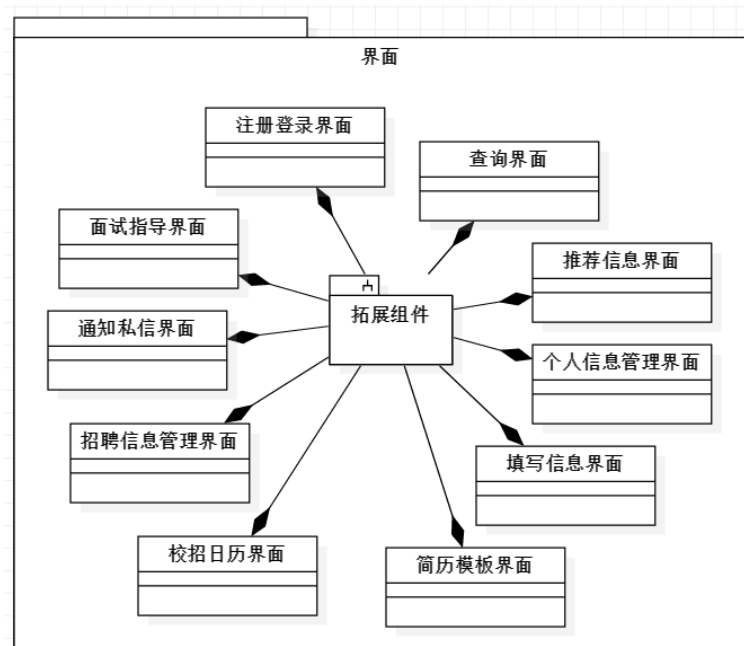 界面
注册登录界面
查询界面
面试指导界面
推荐信息界面
拓展组件
通知私信界面
个人信息管理界面
招聘信息管理界面
填写信息界面
校招日历界面
简历模板界面